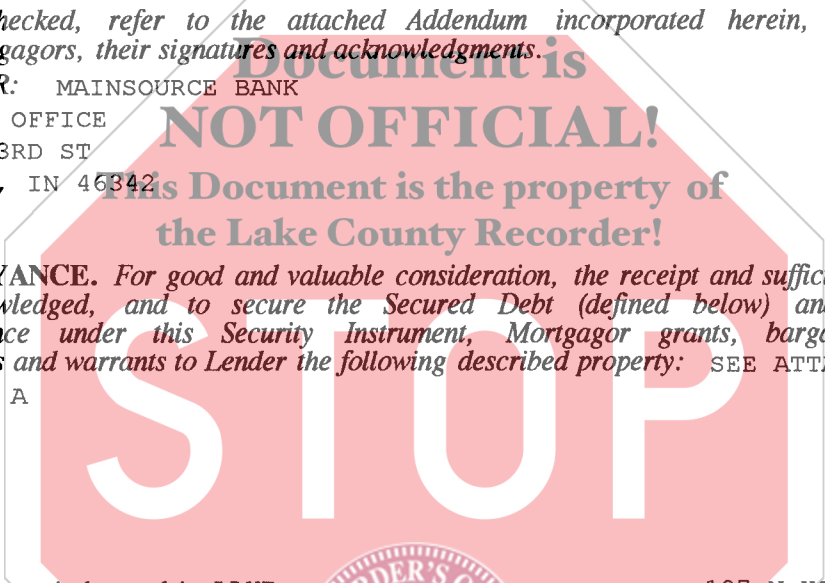 hecked, refer to the attached Addendum incorporated herein,
gagors, their signatures and acknowledgments.
Document is
R: MAINSOURCE BANK
OFFICE
NOT OFFICIAL!
3RD ST
, IN 46342
This Document is the property of
the Lake County Recorder!
YANCE. For good and valuable consideration, the receipt and suffic
wledged, and to secure the Secured Debt (defined below) an
nce under this Security Instrument, Mortgagor grants, barg
s and warrants to Lender the following described property: SEE ATT
A
STOP